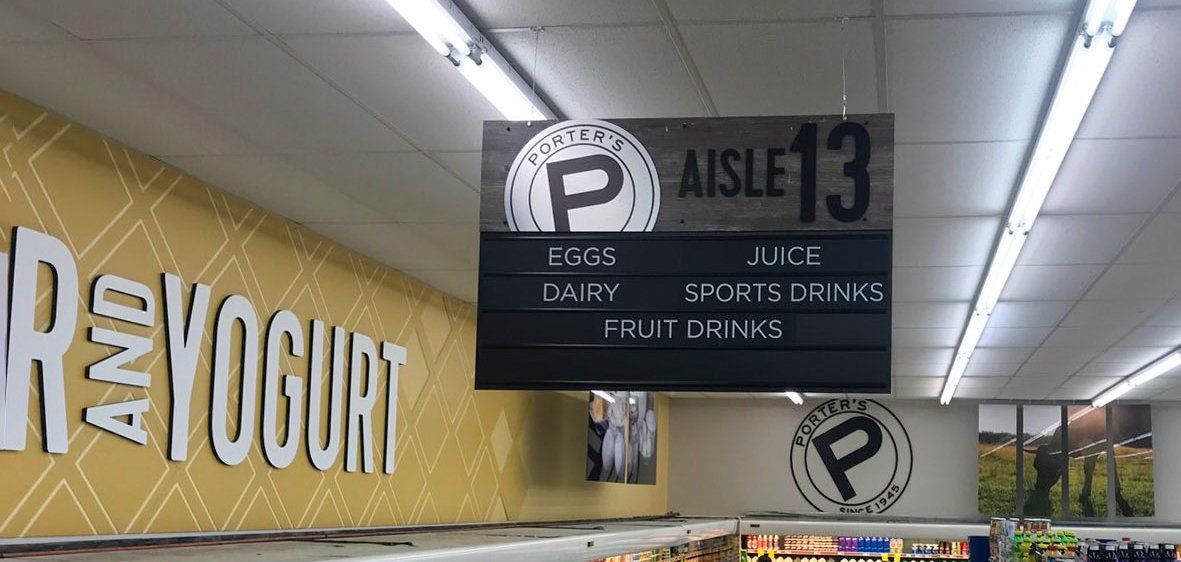 PORTER'S
P
AISLE 13
EGGS JUICE
DAIRY SPORTS DRINKS
FRUIT DRINKS
R AND YOGURT
PORTER'S
P
SINCE 1945